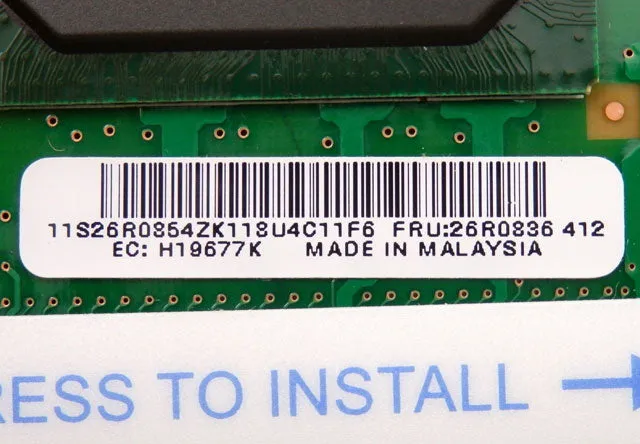 11S26R0854ZK118U4C11F6 FRU:26R0836 412
EC: H19677K MADE IN MALAYSIA
RESS TO INSTALL